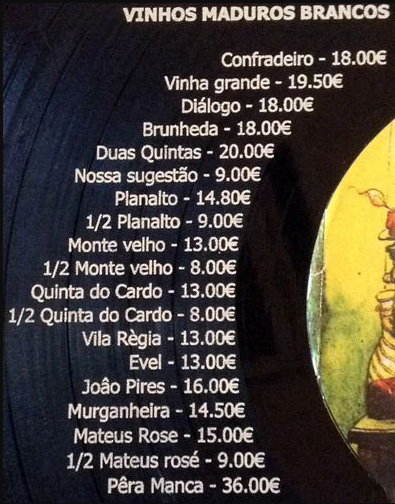 VINHOS MADUROS BRANCOS
Confradeiro - 18.00€
Vinha grande - 19.50€
Diálogo - 18.00€
Brunheda - 18.00€
Duas Quintas - 20.00€
Nossa sugestão - 9.00€
Planalto - 14.80€
1/2 Planalto - 9.00€
Monte velho - 13.00€
1/2 Monte velho - 8.00€
Quinta do Cardo - 13.00€
1/2 Quinta do Cardo - 8.00€
Vila Règia - 13.00€
Evel - 13.00€
Joâo Pires - 16.00€
Murganheira - 14.50€
Mateus Rose - 15.00€
1/2 Mateus rosé - 9.00€
Pêra Manca - 36.00€